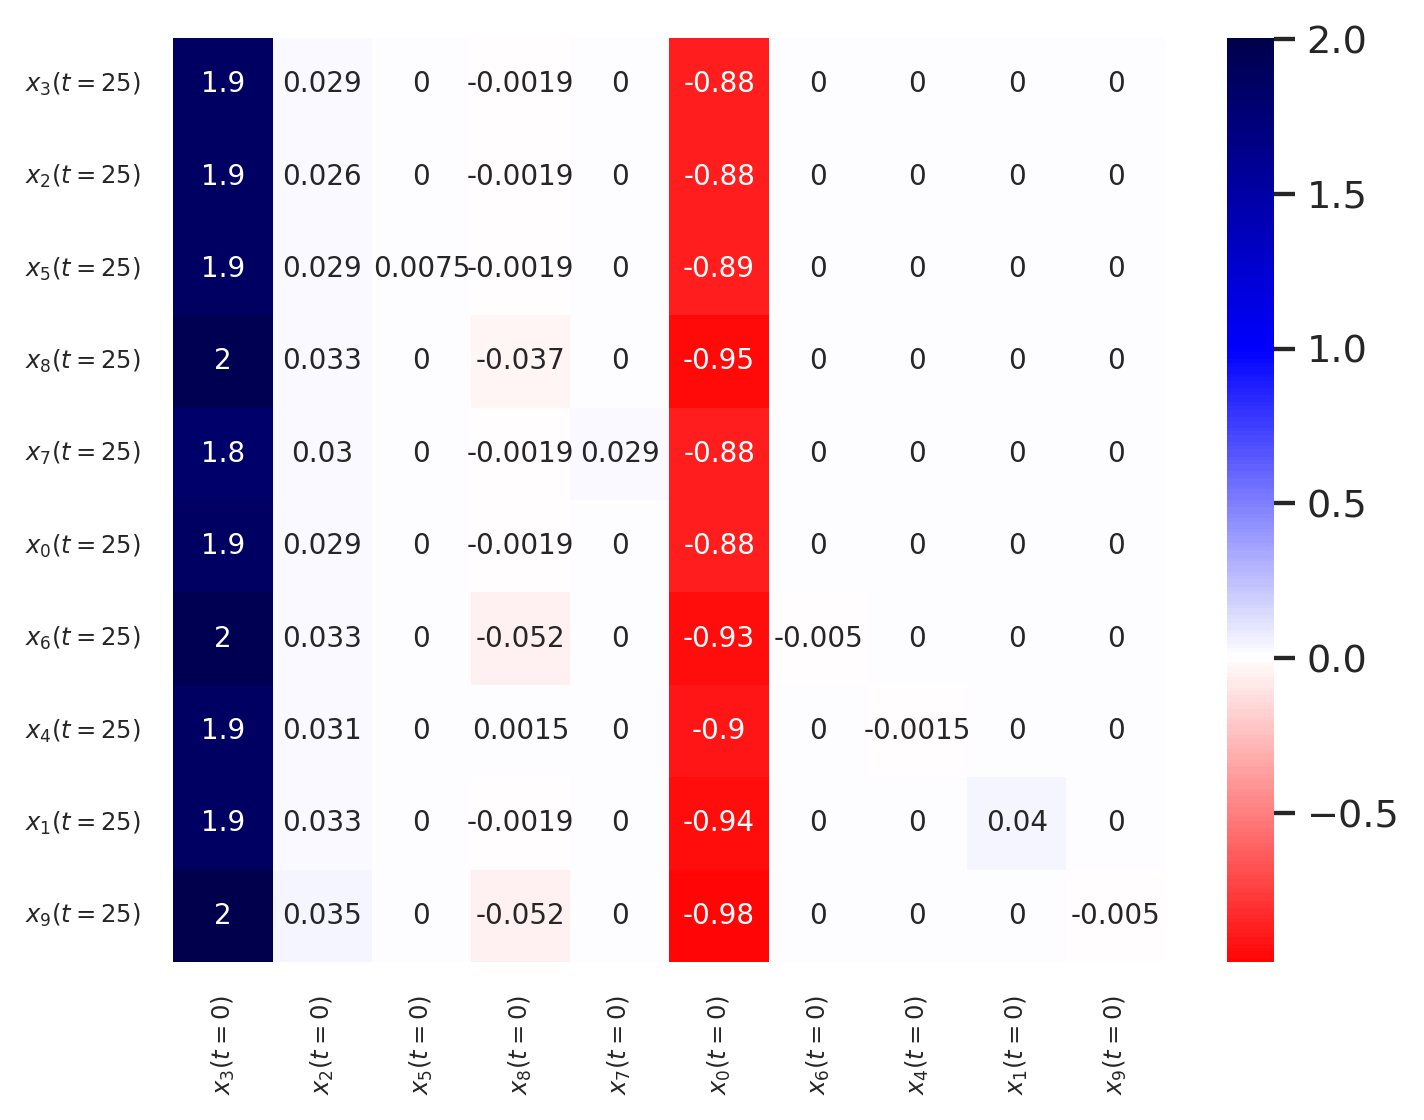 x₃(t = 25) 1.9 0.029 0 -0.0019 0 -0.88 0 0 0 0
x₂(t = 25) 1.9 0.026 0 -0.0019 0 -0.88 0 0 0 0
x₅(t = 25) 1.9 0.029 0.0075 -0.0019 0 -0.89 0 0 0 0
x₈(t = 25) 2 0.033 0 -0.037 0 -0.95 0 0 0 0
x₇(t = 25) 1.8 0.03 0 -0.0019 0.029 -0.88 0 0 0 0
x₀(t = 25) 1.9 0.029 0 -0.0019 0 -0.88 0 0 0 0
x₆(t = 25) 2 0.033 0 -0.052 0 -0.93 -0.005 0 0 0
x₄(t = 25) 1.9 0.031 0 0.0015 0 -0.9 0 -0.0015 0 0
x₁(t = 25) 1.9 0.033 0 -0.0019 0 -0.94 0 0 0.04 0
x₉(t = 25) 2 0.035 0 -0.052 0 -0.98 0 0 0 -0.005
x₃(t = 0) x₂(t = 0) x₅(t = 0) x₈(t = 0) x₇(t = 0) x₀(t = 0) x₆(t = 0) x₄(t = 0) x₁(t = 0) x₉(t = 0)
2.0
1.5
1.0
0.5
0.0
−0.5